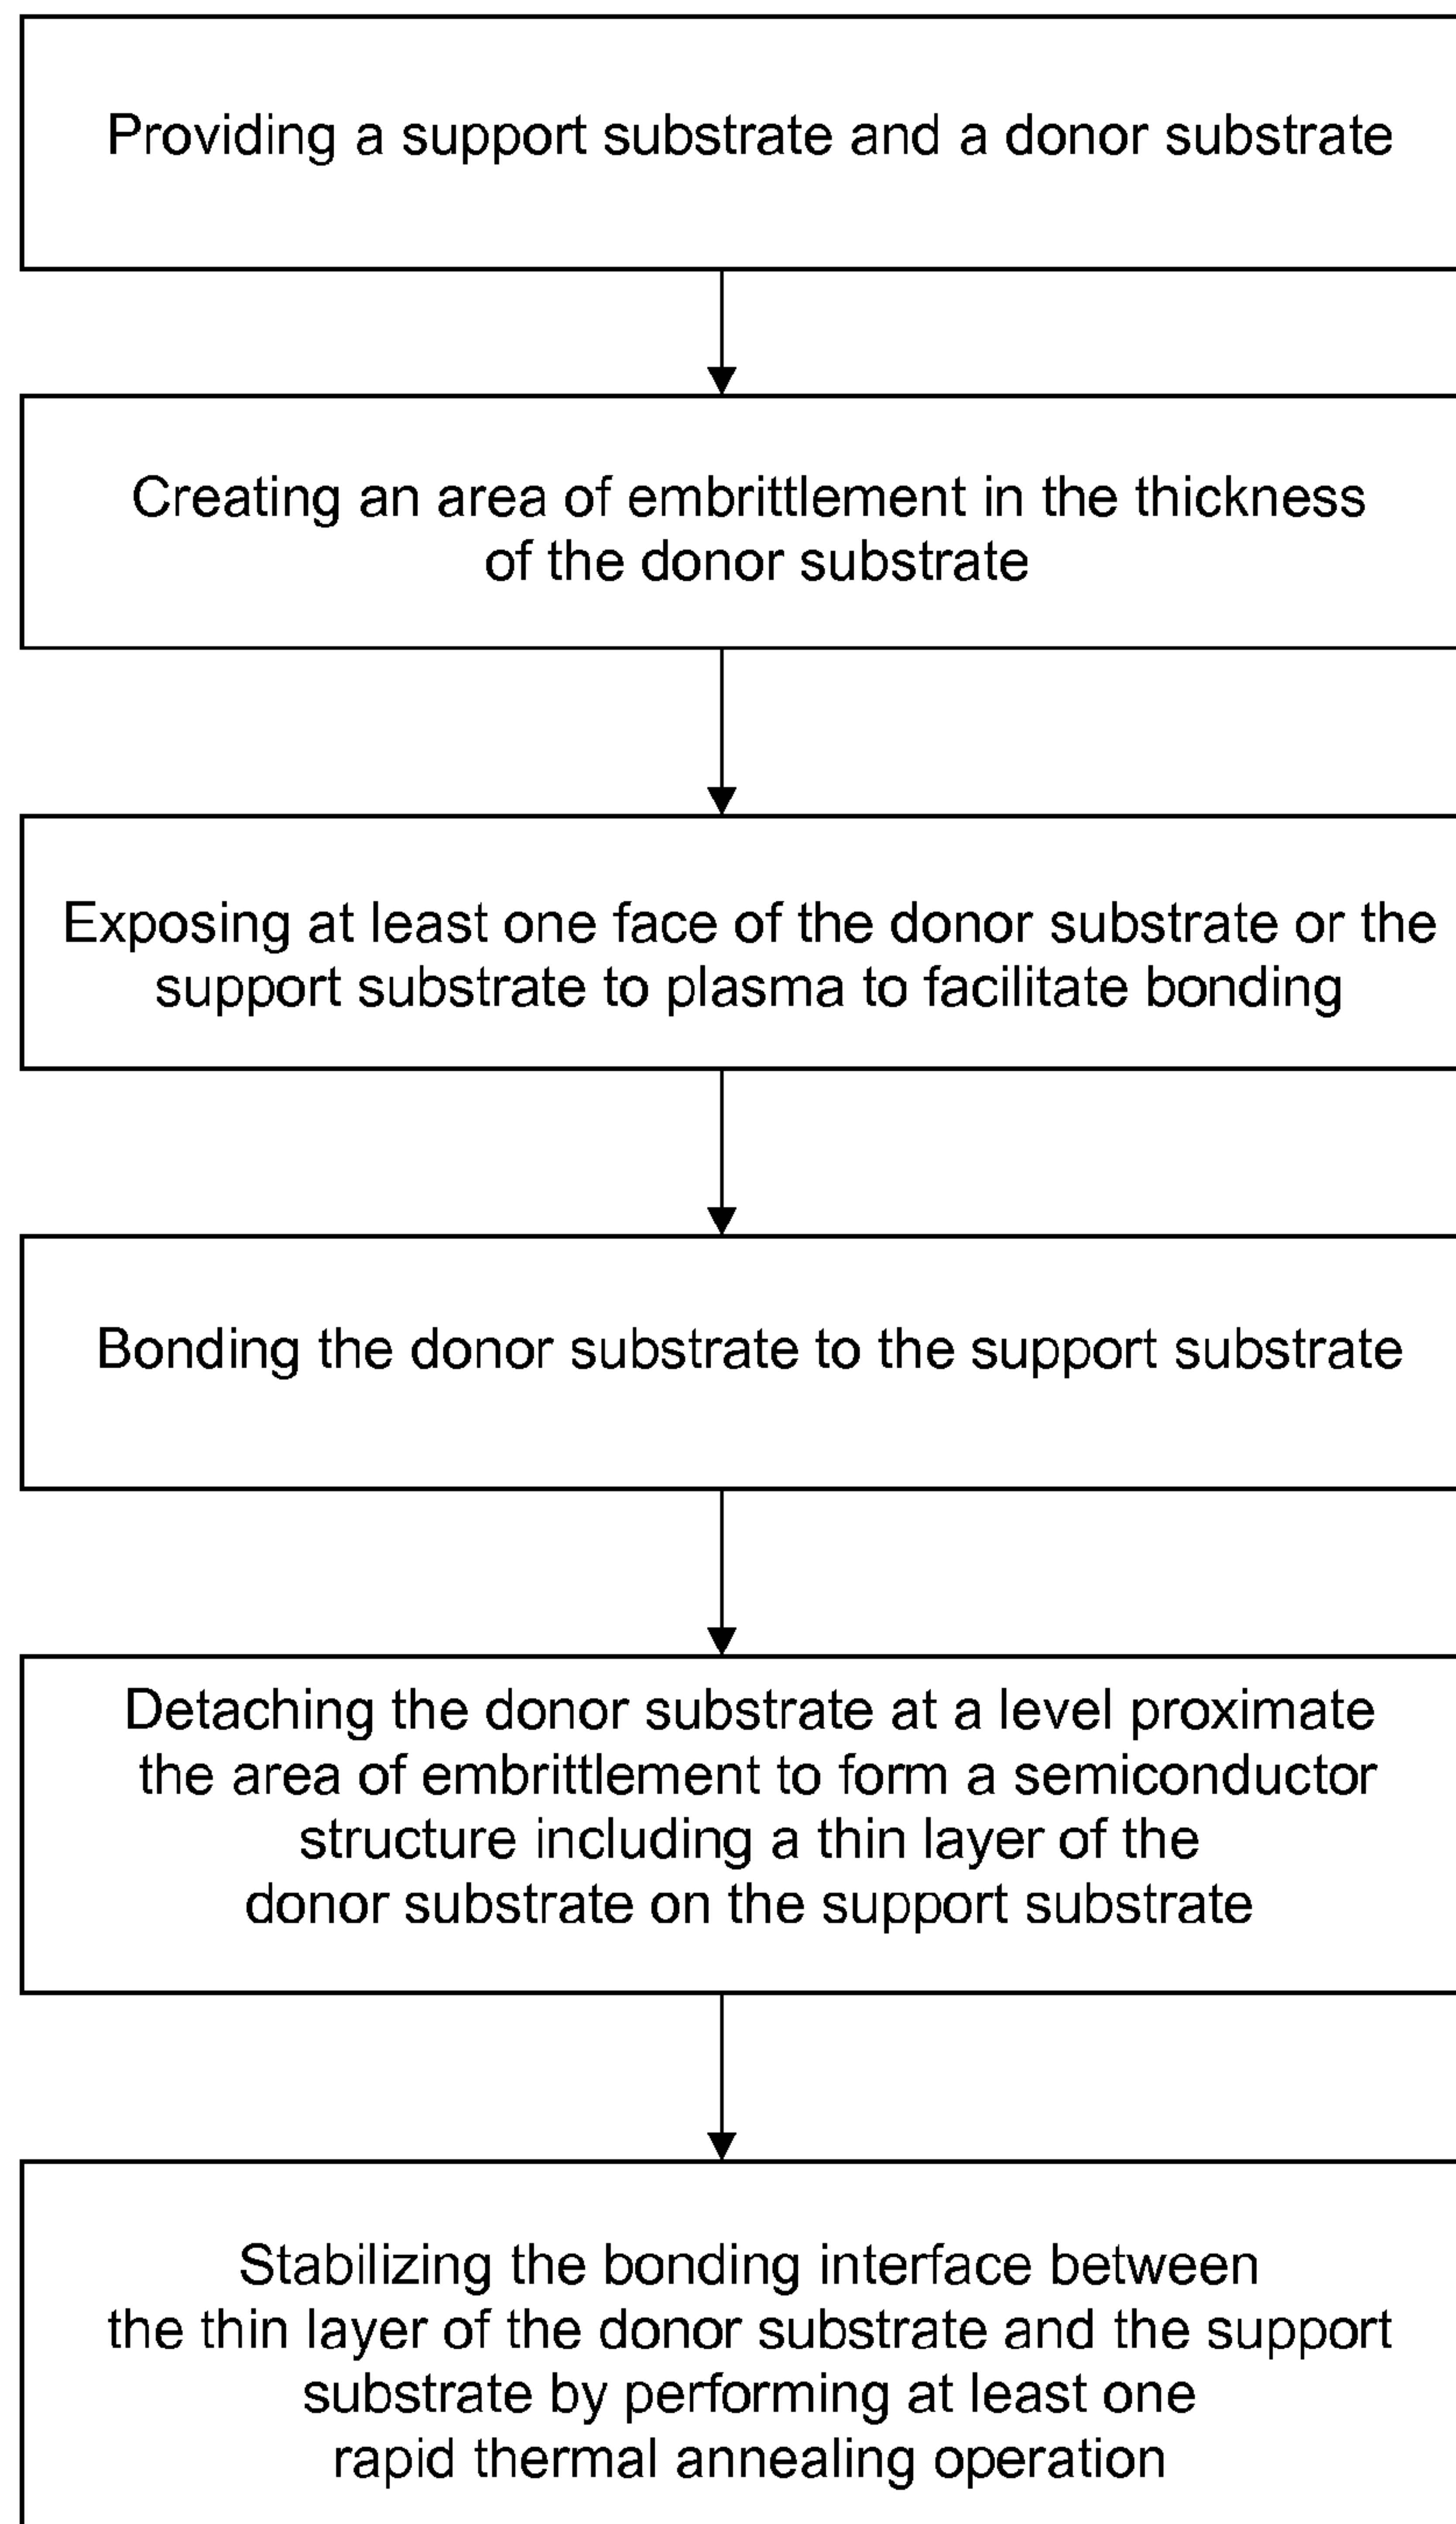 Providing a support substrate and a donor substrate
Creating an area of embrittlement in the thickness
of the donor substrate
Exposing at least one face of the donor substrate or the
support substrate to plasma to facilitate bonding
Bonding the donor substrate to the support substrate
Detaching the donor substrate at a level proximate
the area of embrittlement to form a semiconductor
structure including a thin layer of the
donor substrate on the support substrate
Stabilizing the bonding interface between
the thin layer of the donor substrate and the support
substrate by performing at least one
rapid thermal annealing operation